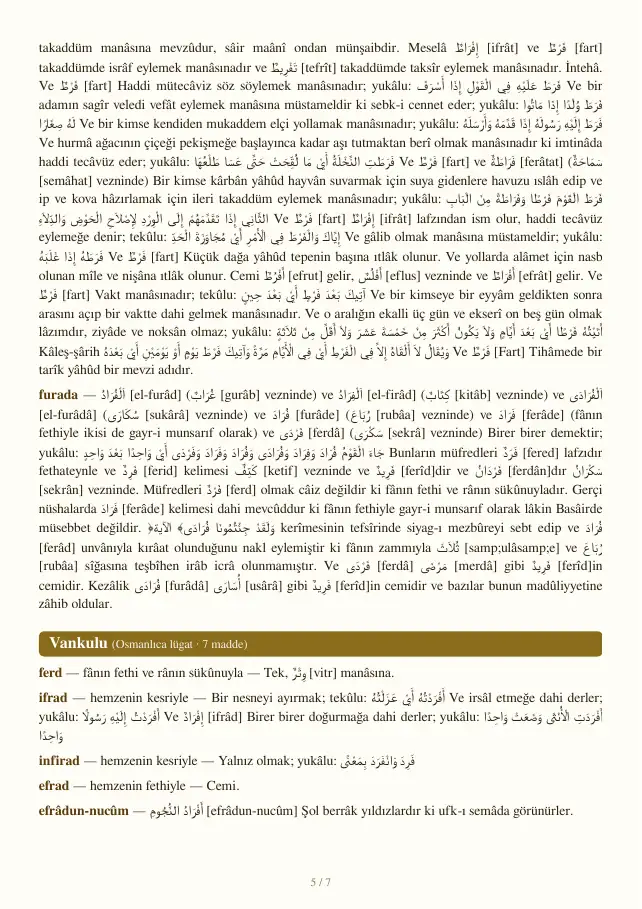 takaddüm manâsına mevzûdur, sâir maânî ondan münşaibdir. Meselâ إِفْرَاطٌ [ifrât] ve فَرْطٌ [fart]
takaddümde isrâf eylemek manâsınadır ve تَفْرِيطٌ [tefrît] takaddümde taksîr eylemek manâsınadır. İntehâ.
Ve فَرْطٌ [fart] Haddi mütecâviz söz söylemek manâsınadır; yukâlu: فَرَطَ عَلَيْهِ فِي الْقَوْلِ إِذَا أَسْرَفَ Ve bir
adamın sagîr veledi vefât eylemek manâsına müstameldir ki sebk-i cennet eder; yukâlu: فَرَطَ وُلْدًا إِذَا مَاتُوا
لَهُ صِغَارًا Ve bir kimse kendiden mukaddem elçi yollamak manâsınadır; yukâlu: فَرَطَ إِلَيْهِ رَسُولَهُ إِذَا قَدَّمَهُ وَأَرْسَلَهُ
Ve hurmâ ağacının çiçeği pekişmeğe başlayınca kadar aşı tutmaktan berî olmak manâsınadır ki imtinâda
haddi tecâvüz eder; yukâlu: فَرَطَتِ النَّخْلَةُ أَيْ مَا لُقِّحَتْ حَتَّى عَسَا طَلْعُهَا Ve فَرْطٌ [fart] ve فَرَاطَةٌ [ferâtat] (سَمَاحَةٌ
[semâhat] vezninde) Bir kimse kârbân yâhûd hayvân suvarmak için suya gidenlere havuzu ıslâh edip ve
ip ve kova hâzırlamak için ileri takaddüm eylemek manâsınadır; yukâlu: فَرَطَ القَوْمَ فَرْطًا وَفَرَاطَةً مِنَ الْبَابِ
الثَّانِي إِذَا تَقَدَّمَهُمْ إِلَى الْوِرْدِ لِإِصْلاَحِ الْحَوْضِ وَالدِّلاَءِ Ve فَرْطٌ [fart] إِفْرَاطٌ [ifrât] lafzından ism olur, haddi tecâvüz
eylemeğe denir; tekûlu: إِيَّاكَ وَالْفَرْطَ فِي الْأَمْرِ أَيْ مُجَاوَزَةَ الْحَدِّ Ve gâlib olmak manâsına müstameldir; yukâlu:
فَرَطَهُ إِذَا غَلَبَهُ Ve فَرْطٌ [fart] Küçük dağa yâhûd tepenin başına ıtlâk olunur. Ve yollarda alâmet için nasb
olunan mîle ve nişâna ıtlâk olunur. Cemi أَفْرُطٌ [efrut] gelir, أَفْلُسٌ [eflus] vezninde ve أَفْرَاطٌ [efrât] gelir. Ve
فَرْطٌ [fart] Vakt manâsınadır; tekûlu: آتِيكَ بَعْدَ فَرْطٍ أَيْ بَعْدَ حِينٍ Ve bir kimseye bir eyyâm geldikten sonra
arasını açıp bir vaktte dahi gelmek manâsınadır. Ve o aralığın ekalli üç gün ve ekserî on beş gün olmak
lâzımdır, ziyâde ve noksân olmaz; yukâlu: أَتَيْتُهُ فَرْطًا أَيْ بَعْدَ أَيَّامٍ وَلاَ يَكُونُ أَكْثَرَ مِنْ خَمْسَةَ عَشَرَ وَلاَ أَقَلَّ مِنْ ثلاَثَةٍ
Kâleş-şârih وَيُقَالُ لاَ أَلْقَاهُ إِلاَّ فِي الْفَرْطِ أَيْ فِي الْأَيَّامِ مَرَّةً وَآتِيكَ فَرْطَ يَوْمٍ أَوْ يَوْمَيْنِ أَيْ بَعْدَهُ Ve فَرْطٌ [Fart] Tihâmede bir
tarîk yâhûd bir mevzi adıdır.
furada — اَلْفُرَادُ [el-furâd] (غُرَابٌ [gurâb] vezninde) ve اَلْفِرَادُ [el-firâd] (كِتَابٌ [kitâb] vezninde) ve اَلْفُرَادَى
[el-furâdâ] (سُكَارَى [sukârâ] vezninde) ve فُرَادَ [furâde] (رُبَاعَ [rubâa] vezninde) ve فَرَادَ [ferâde] (fânın
fethiyle ikisi de gayr-i munsarif olarak) ve فَرْدَى [ferdâ] (سَكْرَى [sekrâ] vezninde) Birer birer demektir;
yukâlu: جَاءَ الْقَوْمُ فُرَادَ وَفِرَادًا وَفُرَادَى وَفُرَادَ وَفَرَادَ وَفَرْدَى أَيْ وَاحِدًا بَعْدَ وَاحِدٍ Bunların müfredleri فَرَدٌ [fered] lafzıdır
fethateynle ve فَرِدٌ [ferid] kelimesi كَتِفٌ [ketif] vezninde ve فَرِيدٌ [ferîd]dir ve فَرْدَانُ [ferdân]dır سَكْرَانُ
[sekrân] vezninde. Müfredleri فَرْدٌ [ferd] olmak câiz değildir ki fânın fethi ve rânın sükûnuyladır. Gerçi
nüshalarda فَرَادَ [ferâde] kelimesi dahi mevcûddur ki fânın fethiyle gayr-i munsarif olarak lâkin Basâirde
müsebbet değildir. ﴿وَلَقَدْ جِئْتُمُونَا فُرَادَى﴾ الآية kerîmesinin tefsîrinde siyag-ı mezbûreyi sebt edip ve فُرَادَ
[ferâd] unvânıyla kırâat olunduğunu nakl eylemiştir ki fânın zammıyla ثُلاَثَ [samp;ulâsamp;e] ve رُبَاعَ
[rubâa] sîğasına teşbîhen irâb icrâ olunmamıştır. Ve فَرْدَى [ferdâ] مَرْضَى [merdâ] gibi فَرِيدٌ [ferîd]in
cemidir. Kezâlik فُرَادَى [furâdâ] أُسَارَى [usârâ] gibi فَرِيدٌ [ferîd]in cemidir ve bazılar bunun madûliyyetine
zâhib oldular.
Vankulu (Osmanlıca lügat · 7 madde)
ferd — fânın fethi ve rânın sükûnuyla — Tek, وِتْرٌ [vitr] manâsına.
ifrad — hemzenin kesriyle — Bir nesneyi ayırmak; tekûlu: أَفْرَدْتُهُ أَيْ عَزَلْتُهُ Ve irsâl etmeğe dahi derler;
yukâlu: أَفْرَدْتُ إِلَيْهِ رَسُولًا Ve إِفْرَادٌ [ifrâd] Birer birer doğurmağa dahi derler; yukâlu: أَفْرَدَتِ الْأُنْثَى وَضَعَتْ وَاحِدًا
وَاحِدًا
infirad — hemzenin kesriyle — Yalnız olmak; yukâlu: فَرِدَ وَانْفَرَدَ بِمَعْنًى
efrad — hemzenin fethiyle — Cemi.
efrâdun-nucûm — أَفْرَادُ النُّجُومِ [efrâdun-nucûm] Şol berrâk yıldızlardır ki ufk-ı semâda görünürler.
5 / 7